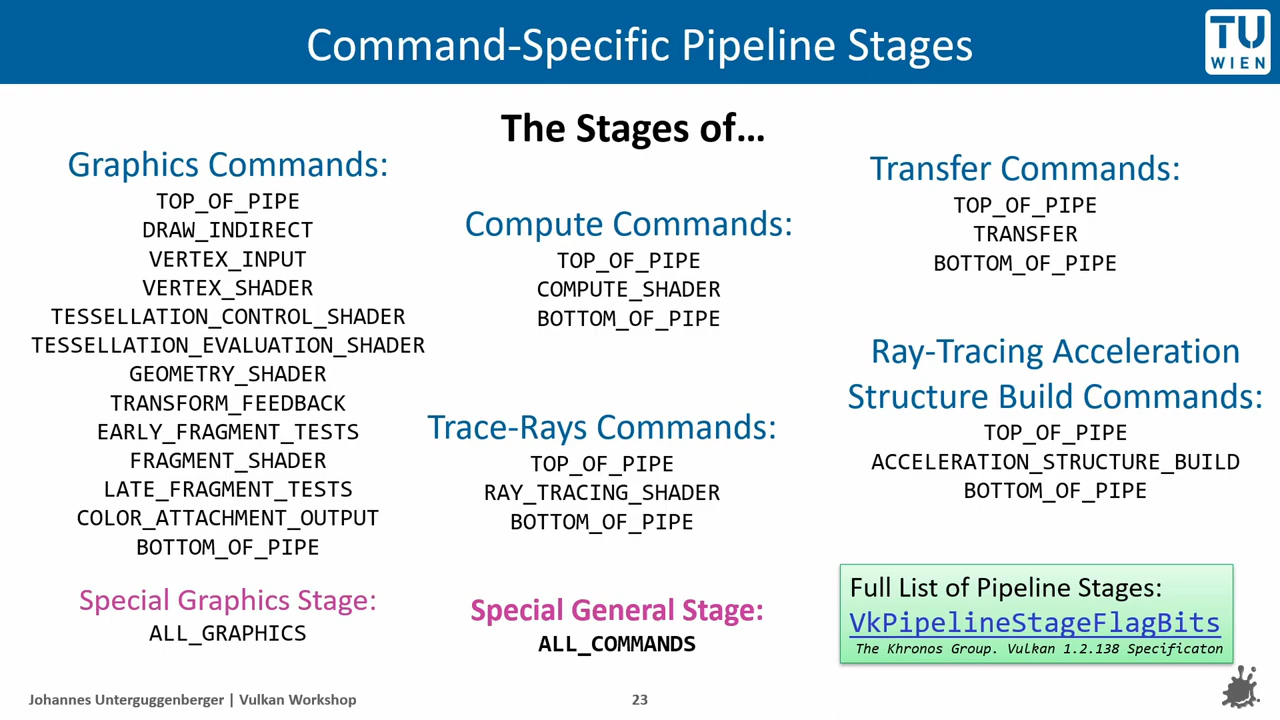 Command-Specific Pipeline Stages
TU
WIEN
The Stages of…
Graphics Commands:
TOP_OF_PIPE
DRAW_INDIRECT
VERTEX_INPUT
VERTEX_SHADER
TESSELLATION_CONTROL_SHADER
TESSELLATION_EVALUATION_SHADER
GEOMETRY_SHADER
TRANSFORM_FEEDBACK
EARLY_FRAGMENT_TESTS
FRAGMENT_SHADER
LATE_FRAGMENT_TESTS
COLOR_ATTACHMENT_OUTPUT
BOTTOM_OF_PIPE
Special Graphics Stage:
ALL_GRAPHICS
Compute Commands:
TOP_OF_PIPE
COMPUTE_SHADER
BOTTOM_OF_PIPE
Trace-Rays Commands:
TOP_OF_PIPE
RAY_TRACING_SHADER
BOTTOM_OF_PIPE
Special General Stage:
ALL_COMMANDS
Transfer Commands:
TOP_OF_PIPE
TRANSFER
BOTTOM_OF_PIPE
Ray-Tracing Acceleration
Structure Build Commands:
TOP_OF_PIPE
ACCELERATION_STRUCTURE_BUILD
BOTTOM_OF_PIPE
Full List of Pipeline Stages:
VkPipelineStageFlagBits
The Khronos Group. Vulkan 1.2.138 Specificaton
Johannes Unterguggenberger | Vulkan Workshop
23